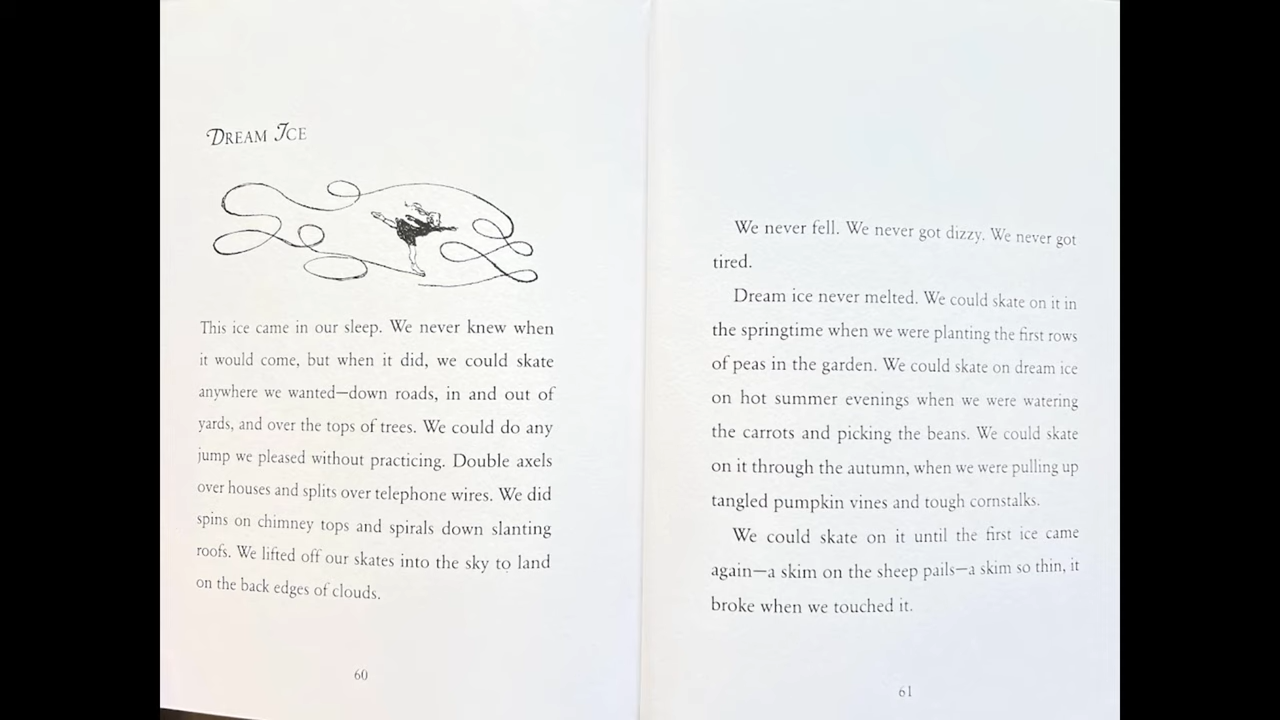 DREAM ICE
This ice came in our sleep. We never knew when
it would come, but when it did, we could skate
anywhere we wanted—down roads, in and out of
yards, and over the tops of trees. We could do any
jump we pleased without practicing. Double axels
over houses and splits over telephone wires. We did
spins on chimney tops and spirals down slanting
roofs. We lifted off our skates into the sky to land
on the back edges of clouds.
60
We never fell. We never got dizzy. We never got
tired.
Dream ice never melted. We could skate on it in
the springtime when we were planting the first rows
of peas in the garden. We could skate on dream ice
on hot summer evenings when we were watering
the carrots and picking the beans. We could skate
on it through the autumn, when we were pulling up
tangled pumpkin vines and tough cornstalks.
We could skate on it until the first ice came
again—a skim on the sheep pails—a skim so thin, it
broke when we touched it.
61